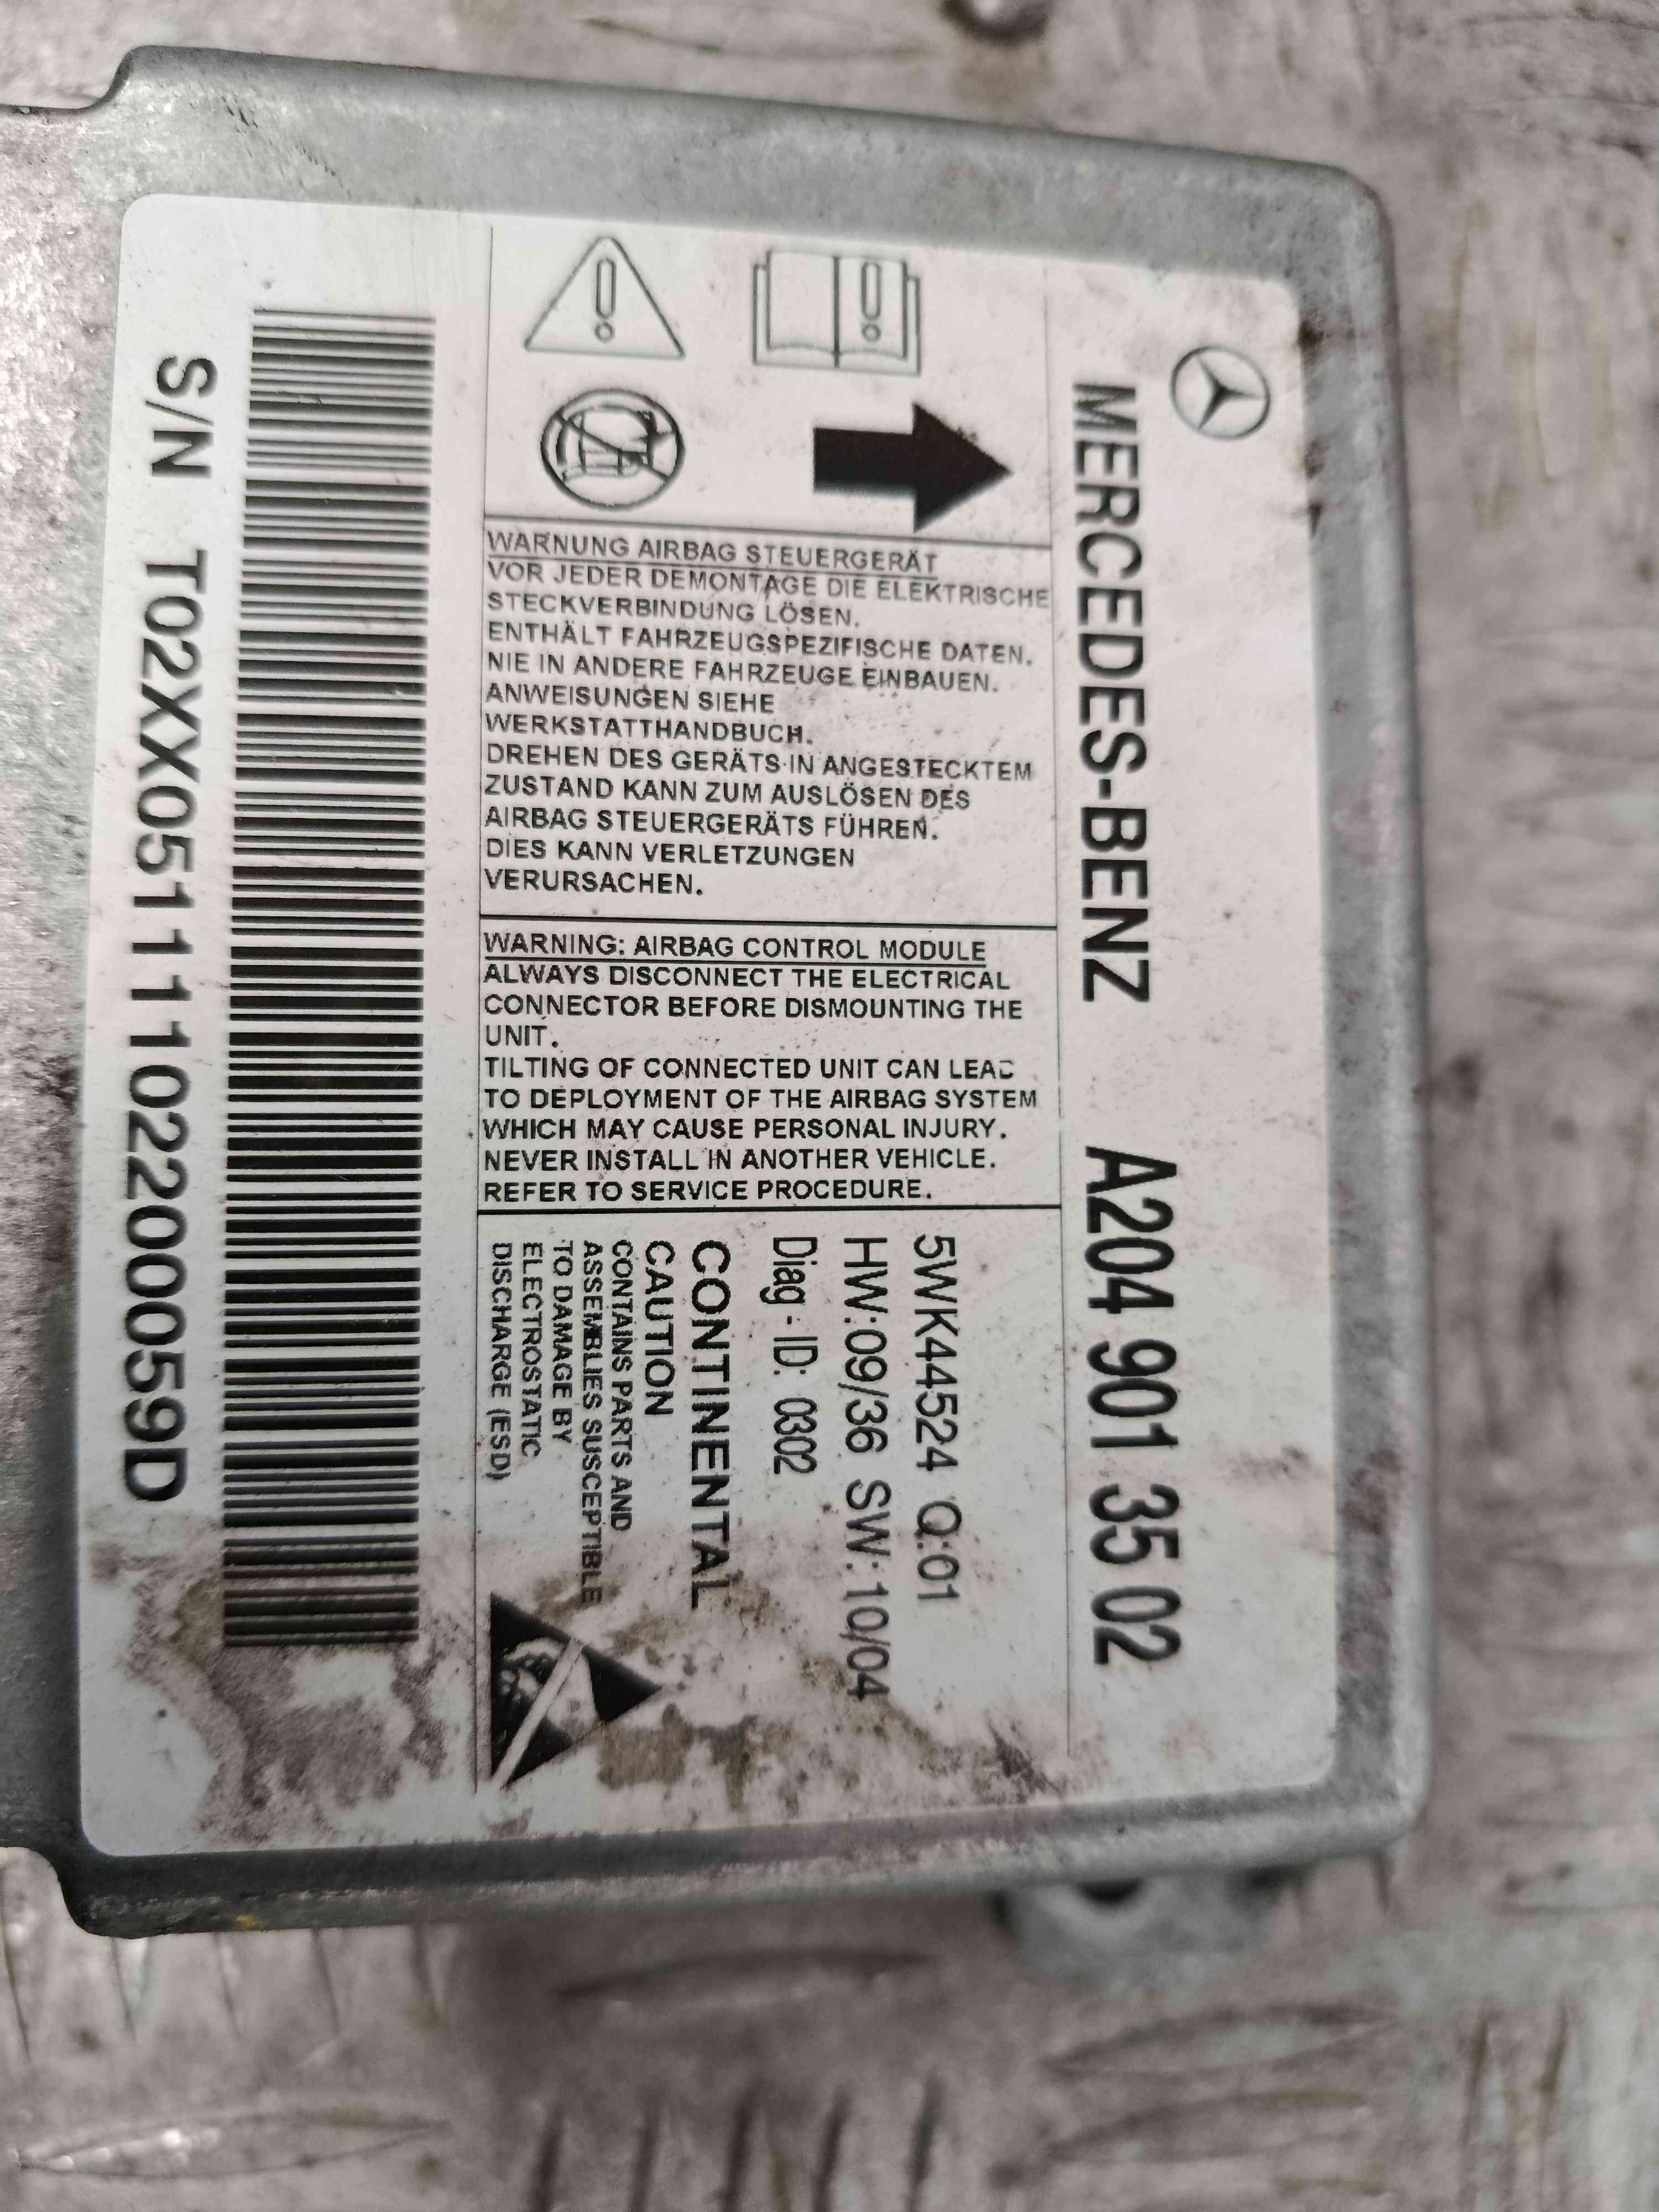 MERCEDES-BENZ A204 901 35 02
WARNUNG AIRBAG STEUERGERÄT
VOR JEDER DEMONTAGE DIE ELEKTRISCHE
STECKVERBINDUNG LÖSEN.
ENTHÄLT FAHRZEUGSPEZIFISCHE DATEN.
NIE IN ANDERE FAHRZEUGE EINBAUEN.
ANWEISUNGEN SIEHE
WERKSTATTHANDBUCH.
DREHEN DES GERÄTS IN ANGESTECKTEM
ZUSTAND KANN ZUM AUSLÖSEN DES
AIRBAG STEUERGERÄTS FÜHREN.
DIES KANN VERLETZUNGEN
VERURSACHEN.
WARNING: AIRBAG CONTROL MODULE
ALWAYS DISCONNECT THE ELECTRICAL
CONNECTOR BEFORE DISMOUNTING THE
UNIT.
TILTING OF CONNECTED UNIT CAN LEAD
TO DEPLOYMENT OF THE AIRBAG SYSTEM
WHICH MAY CAUSE PERSONAL INJURY.
NEVER INSTALL IN ANOTHER VEHICLE.
REFER TO SERVICE PROCEDURE.
5WK44524 Q:01
HW:09/36 SW:10/04
Diag - ID: 0302
CONTINENTAL
CAUTION
CONTAINS PARTS AND
ASSEMBLIES SUSCEPTIBLE
TO DAMAGE BY
ELECTROSTATIC
DISCHARGE (ESD)
S/N T02XX05111102200059D